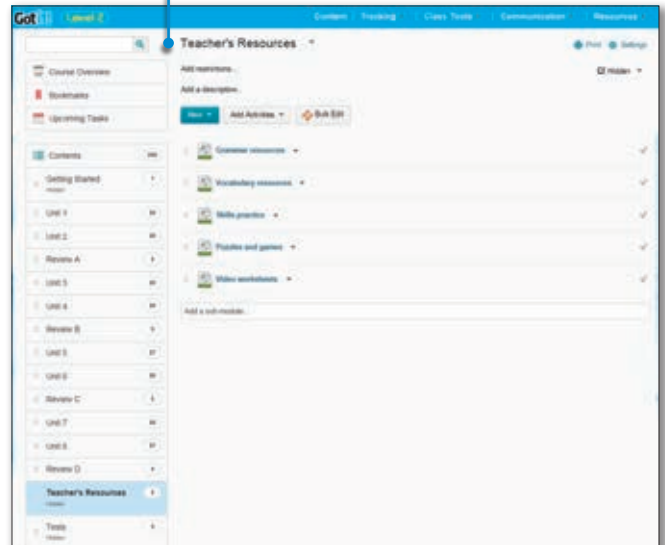 Got it! Level 2
Content Tracking Class Tools Communication Resources
Teacher's Resources
Print Settings
Course Overview
Add restrictions...
Hidden
Bookmarks
Add a description...
Upcoming Tasks
New Add Activities Bulk Edit
Contents
Grammar resources
Getting Started
Hidden
Vocabulary resources
Unit 1
Skills practice
Unit 2
Review A
Puzzles and games
Unit 3
Video worksheets
Unit 4
Add a sub-module...
Review B
Unit 5
Unit 6
Review C
Unit 7
Unit 8
Review D
Teacher's Resources
Hidden
Tests
Hidden